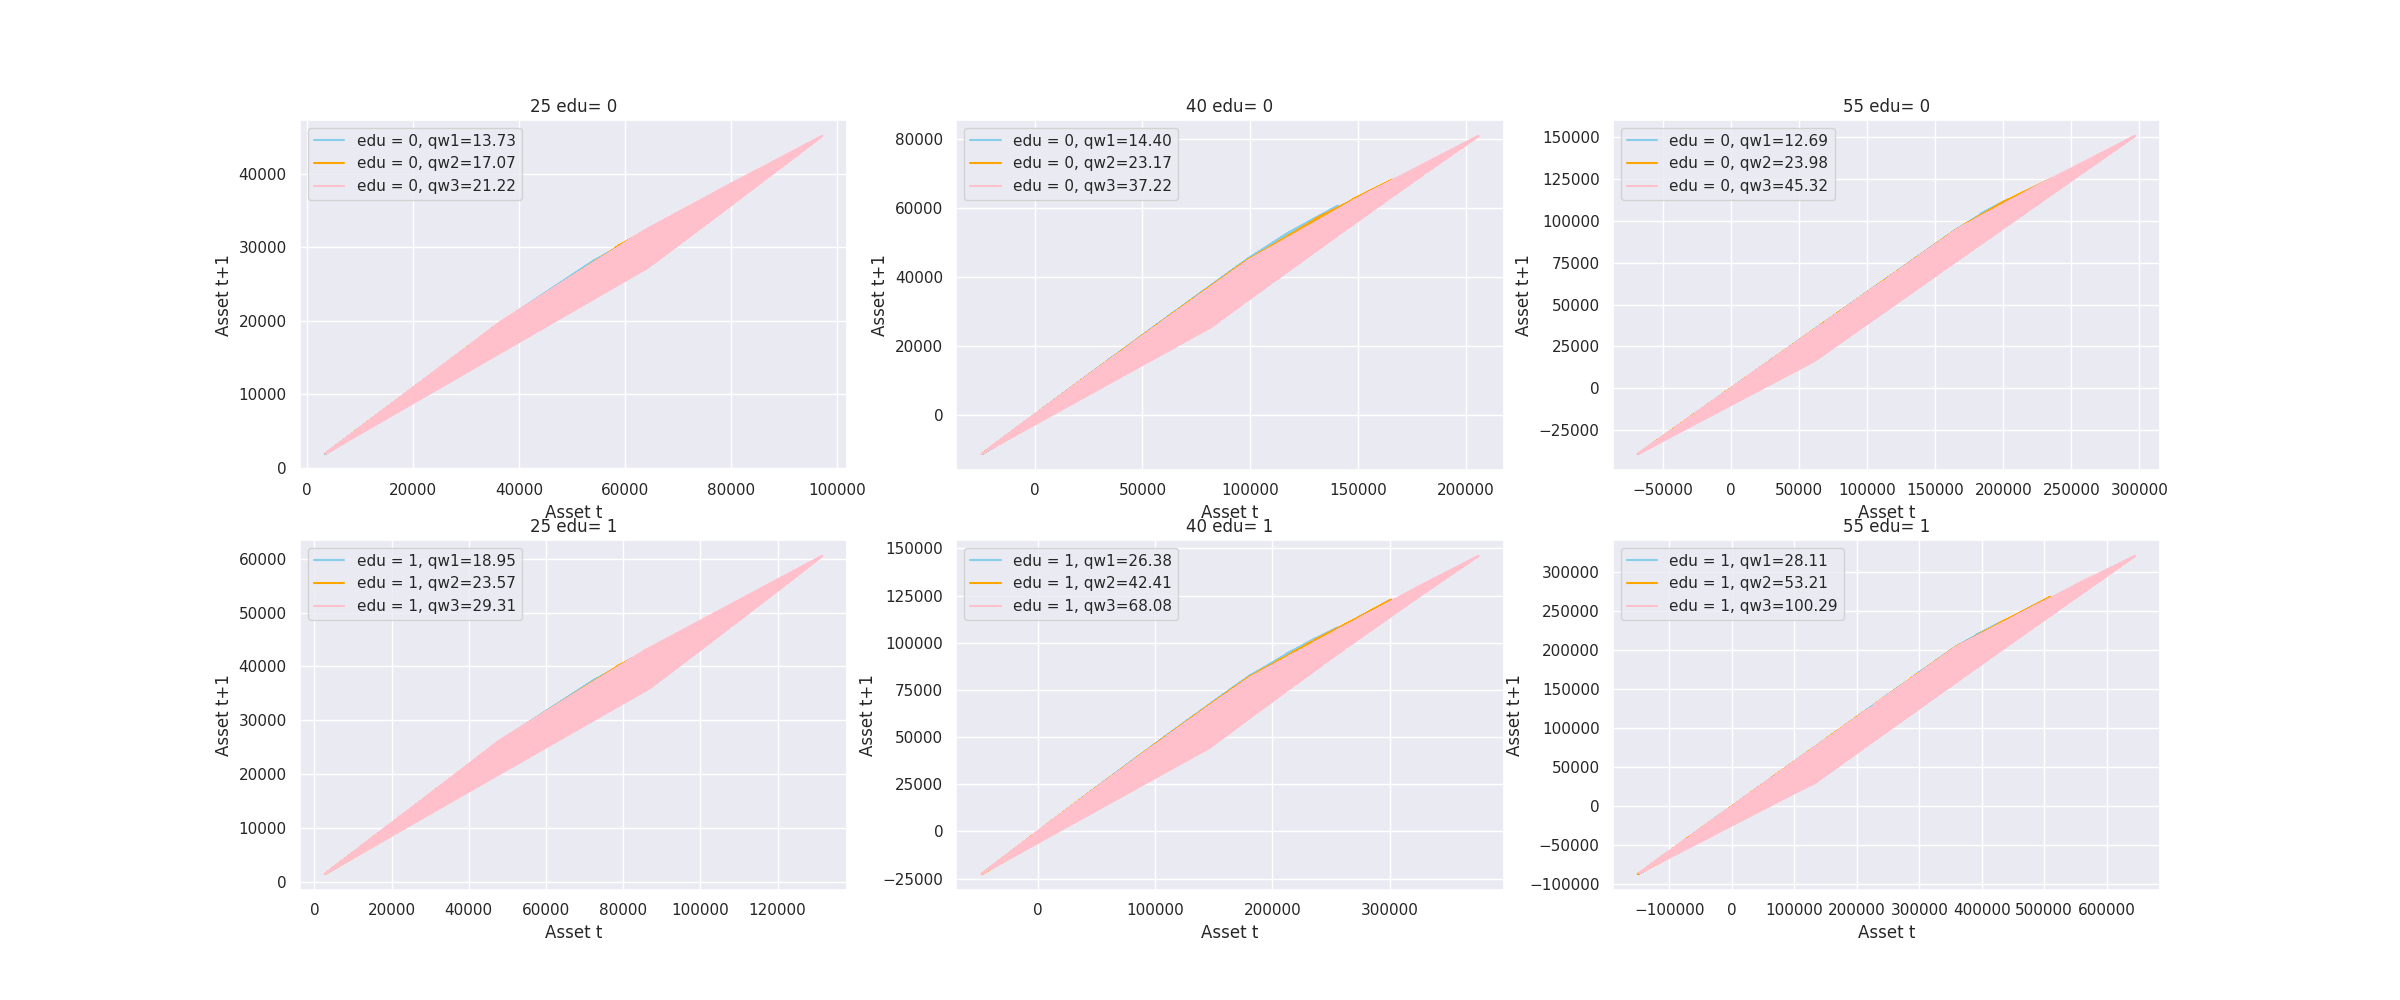 25 edu= 0
edu = 0, qw1=13.73
edu = 0, qw2=17.07
edu = 0, qw3=21.22
Asset t+1
40000
30000
20000
10000
0
0 20000 40000 60000 80000 100000
Asset t
40 edu= 0
edu = 0, qw1=14.40
edu = 0, qw2=23.17
edu = 0, qw3=37.22
Asset t+1
80000
60000
40000
20000
0
0 50000 100000 150000 200000
Asset t
55 edu= 0
edu = 0, qw1=12.69
edu = 0, qw2=23.98
edu = 0, qw3=45.32
Asset t+1
150000
125000
100000
75000
50000
25000
0
−25000
−50000 0 50000 100000 150000 200000 250000 300000
Asset t
25 edu= 1
edu = 1, qw1=18.95
edu = 1, qw2=23.57
edu = 1, qw3=29.31
Asset t+1
60000
50000
40000
30000
20000
10000
0
0 20000 40000 60000 80000 100000 120000
Asset t
40 edu= 1
edu = 1, qw1=26.38
edu = 1, qw2=42.41
edu = 1, qw3=68.08
Asset t+1
150000
125000
100000
75000
50000
25000
0
−25000
0 100000 200000 300000
Asset t
55 edu= 1
edu = 1, qw1=28.11
edu = 1, qw2=53.21
edu = 1, qw3=100.29
Asset t+1
300000
250000
200000
150000
100000
50000
0
−50000
−100000
−100000 0 100000 200000 300000 400000 500000 600000
Asset t